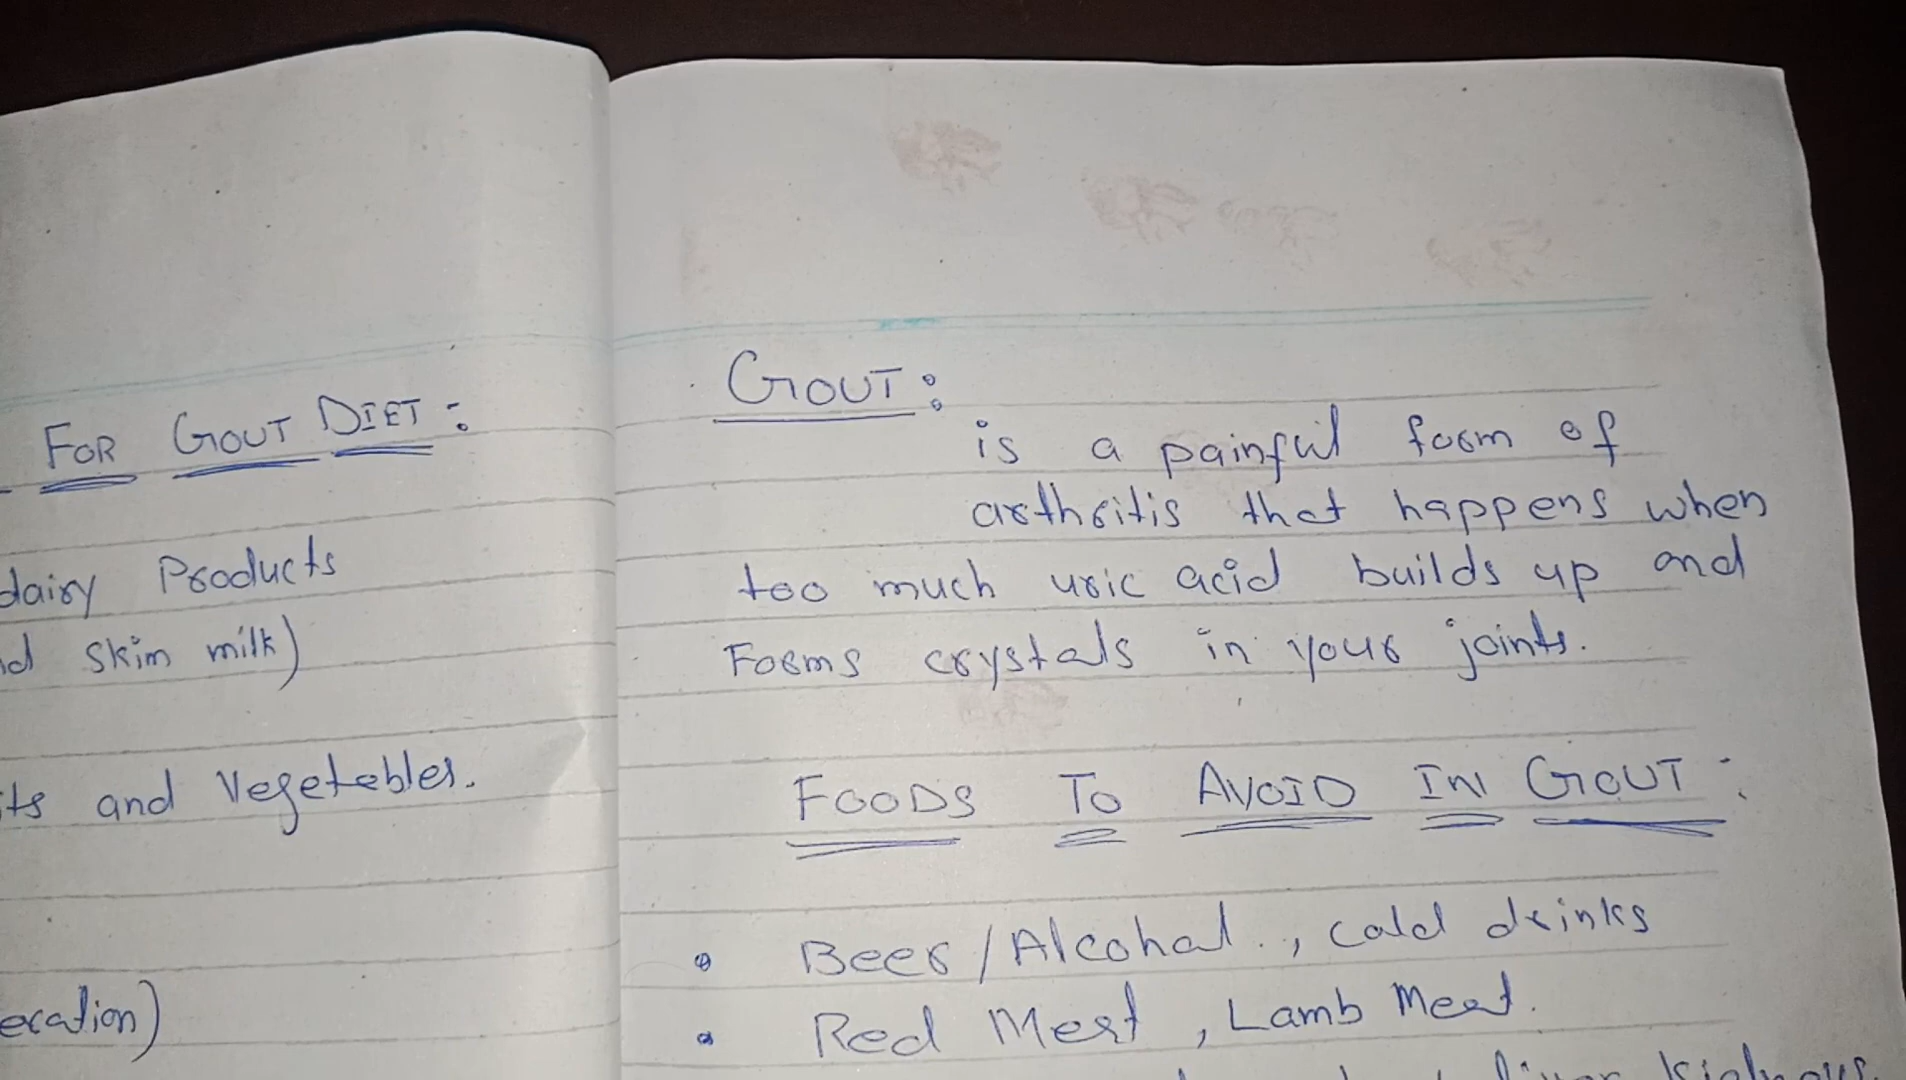 FOR GOUT DIET:
dairy Products
skim milk)
and Vegetables.
GOUT:
is a painful form of
arthritis that happens when
too much uric acid builds up and
Forms crystals in your joints.
FOODS TO AVOID IN GOUT:
• Beer/Alcohal., cold drinks
• Red Meat, Lamb Meat.